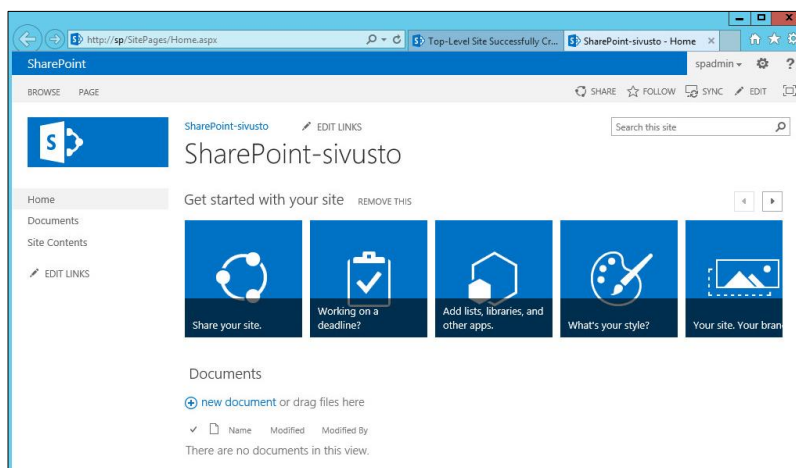 http://sp/SitePages/Home.aspx
Top-Level Site Successfully Cr...
SharePoint-sivusto - Home
SharePoint
spadmin
?
BROWSE PAGE
SHARE FOLLOW SYNC EDIT
S
SharePoint-sivusto EDIT LINKS
Search this site
SharePoint-sivusto
Home
Documents
Site Contents
EDIT LINKS
Get started with your site REMOVE THIS
Share your site.
Working on a
deadline?
Add lists, libraries, and
other apps.
What's your style?
Your site. Your bran
Documents
new document or drag files here
Name Modified Modified By
There are no documents in this view.